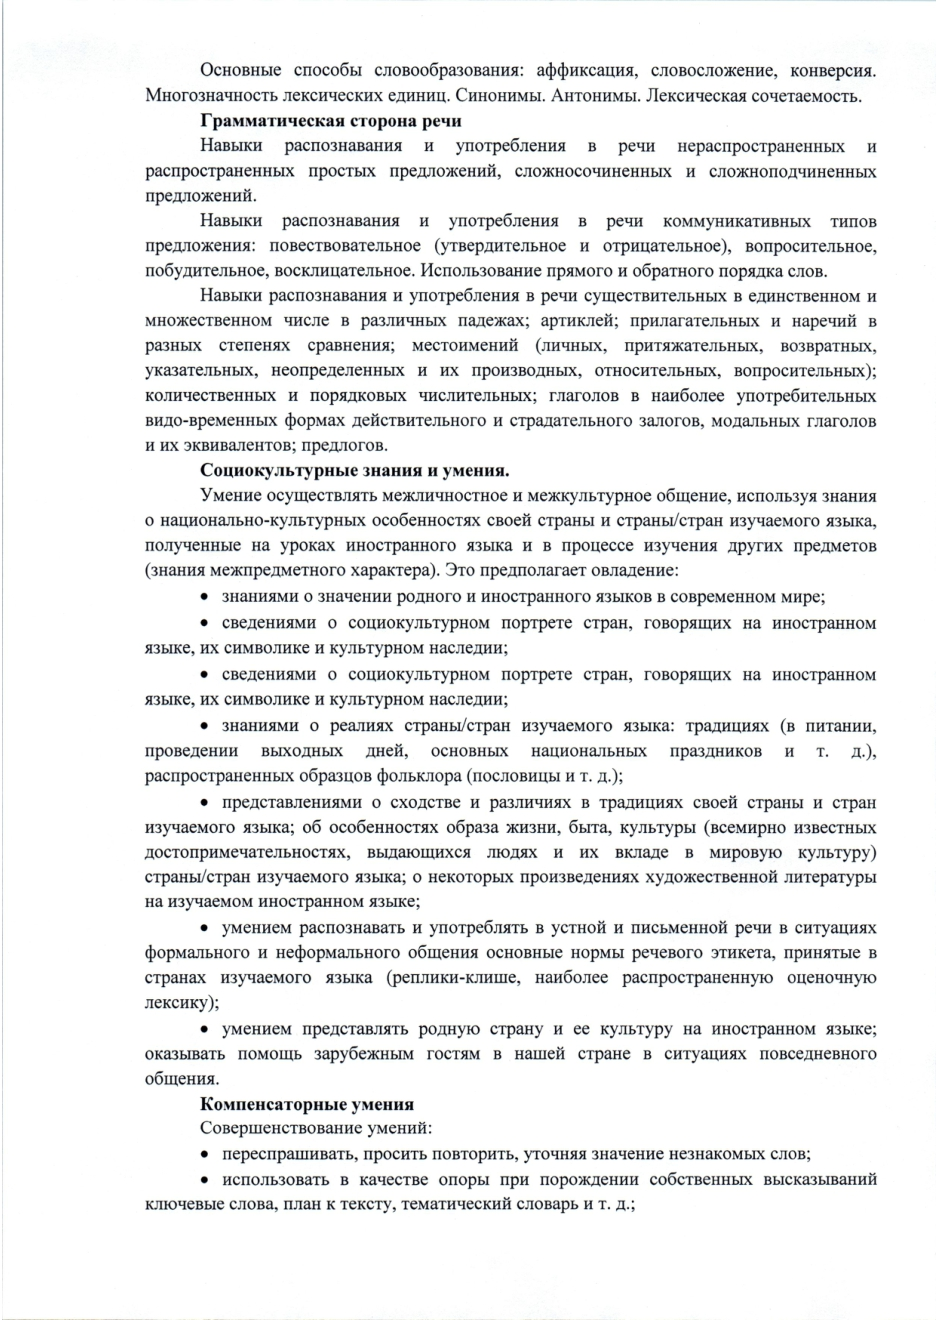 Основные способы словообразования: аффиксация, словосложение, конверсия.
Многозначность лексических единиц. Синонимы. Антонимы. Лексическая сочетаемость.
Грамматическая сторона речи
Навыки распознавания и употребления в речи нераспространенных и
распространенных простых предложений, сложносочиненных и сложноподчиненных
предложений.
Навыки распознавания и употребления в речи коммуникативных типов
предложения: повествовательное (утвердительное и отрицательное), вопросительное,
побудительное, восклицательное. Использование прямого и обратного порядка слов.
Навыки распознавания и употребления в речи существительных в единственном и
множественном числе в различных падежах; артиклей; прилагательных и наречий в
разных степенях сравнения; местоимений (личных, притяжательных, возвратных,
указательных, неопределенных и их производных, относительных, вопросительных);
количественных и порядковых числительных; глаголов в наиболее употребительных
видо-временных формах действительного и страдательного залогов, модальных глаголов
и их эквивалентов; предлогов.
Социокультурные знания и умения.
Умение осуществлять межличностное и межкультурное общение, используя знания
о национально-культурных особенностях своей страны и страны/стран изучаемого языка,
полученные на уроках иностранного языка и в процессе изучения других предметов
(знания межпредметного характера). Это предполагает овладение:
• знаниями о значении родного и иностранного языков в современном мире;
• сведениями о социокультурном портрете стран, говорящих на иностранном
языке, их символике и культурном наследии;
• сведениями о социокультурном портрете стран, говорящих на иностранном
языке, их символике и культурном наследии;
• знаниями о реалиях страны/стран изучаемого языка: традициях (в питании,
проведении выходных дней, основных национальных праздников и т. д.),
распространенных образцов фольклора (пословицы и т. д.);
• представлениями о сходстве и различиях в традициях своей страны и стран
изучаемого языка; об особенностях образа жизни, быта, культуры (всемирно известных
достопримечательностях, выдающихся людях и их вкладе в мировую культуру)
страны/стран изучаемого языка; о некоторых произведениях художественной литературы
на изучаемом иностранном языке;
• умением распознавать и употреблять в устной и письменной речи в ситуациях
формального и неформального общения основные нормы речевого этикета, принятые в
странах изучаемого языка (реплики-клише, наиболее распространенную оценочную
лексику);
• умением представлять родную страну и ее культуру на иностранном языке;
оказывать помощь зарубежным гостям в нашей стране в ситуациях повседневного
общения.
Компенсаторные умения
Совершенствование умений:
• переспрашивать, просить повторить, уточняя значение незнакомых слов;
• использовать в качестве опоры при порождении собственных высказываний
ключевые слова, план к тексту, тематический словарь и т. д.;